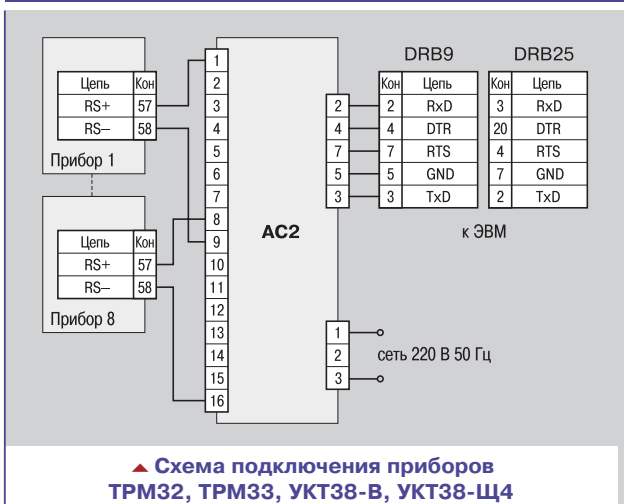 DRB9 DRB25
Цепь Кон
RS+ 57
RS– 58
Прибор 1
Цепь Кон
RS+ 57
RS– 58
Прибор 8
1
2
3
4
5
6
7
8
9
10
11
12
13
14
15
16
АС2
2
4
7
5
3
Кон Цепь
2 RxD
4 DTR
7 RTS
5 GND
3 TxD
Кон Цепь
3 RxD
20 DTR
4 RTS
7 GND
2 TxD
к ЭВМ
1
2
3
сеть 220 В 50 Гц
Схема подключения приборов
ТРМ32, ТРМ33, УКТ38-В, УКТ38-Щ4